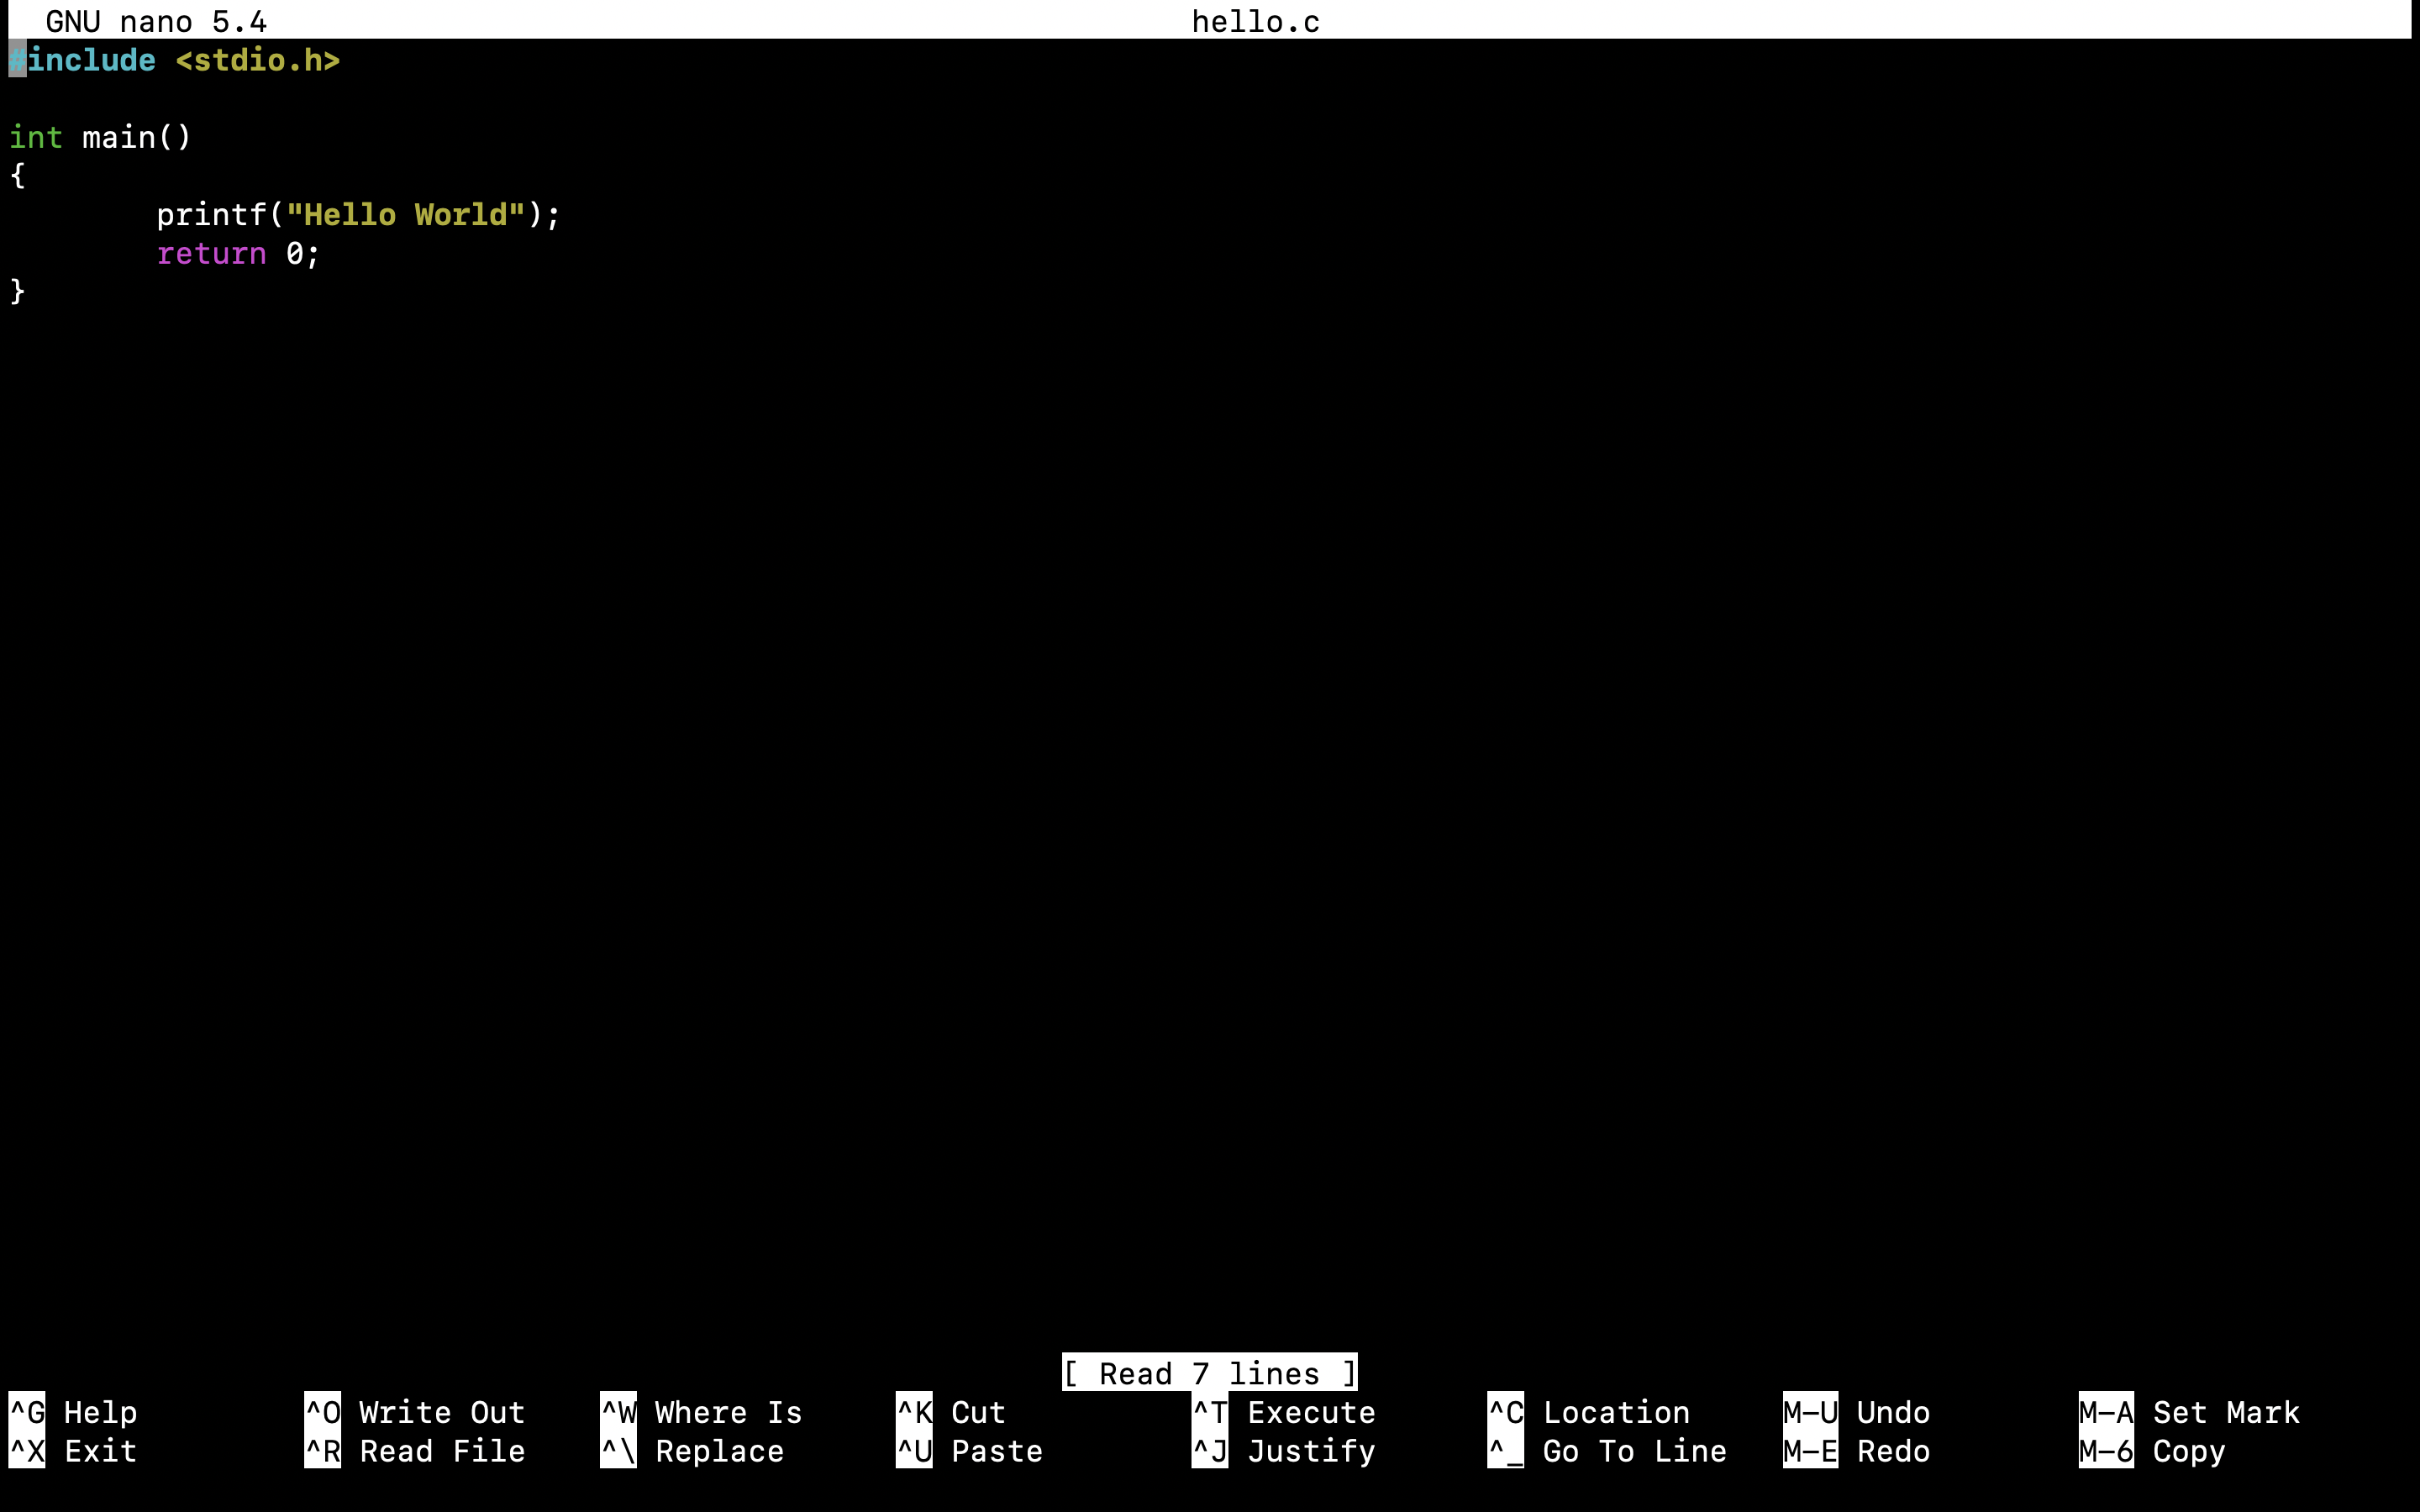 GNU nano 5.4 hello.c
#include <stdio.h>
int main()
{
        printf("Hello World");
        return 0;
}
[ Read 7 lines ]
^G Help ^O Write Out ^W Where Is ^K Cut ^T Execute ^C Location M-U Undo M-A Set Mark
^X Exit ^R Read File ^\ Replace ^U Paste ^J Justify ^_ Go To Line M-E Redo M-6 Copy